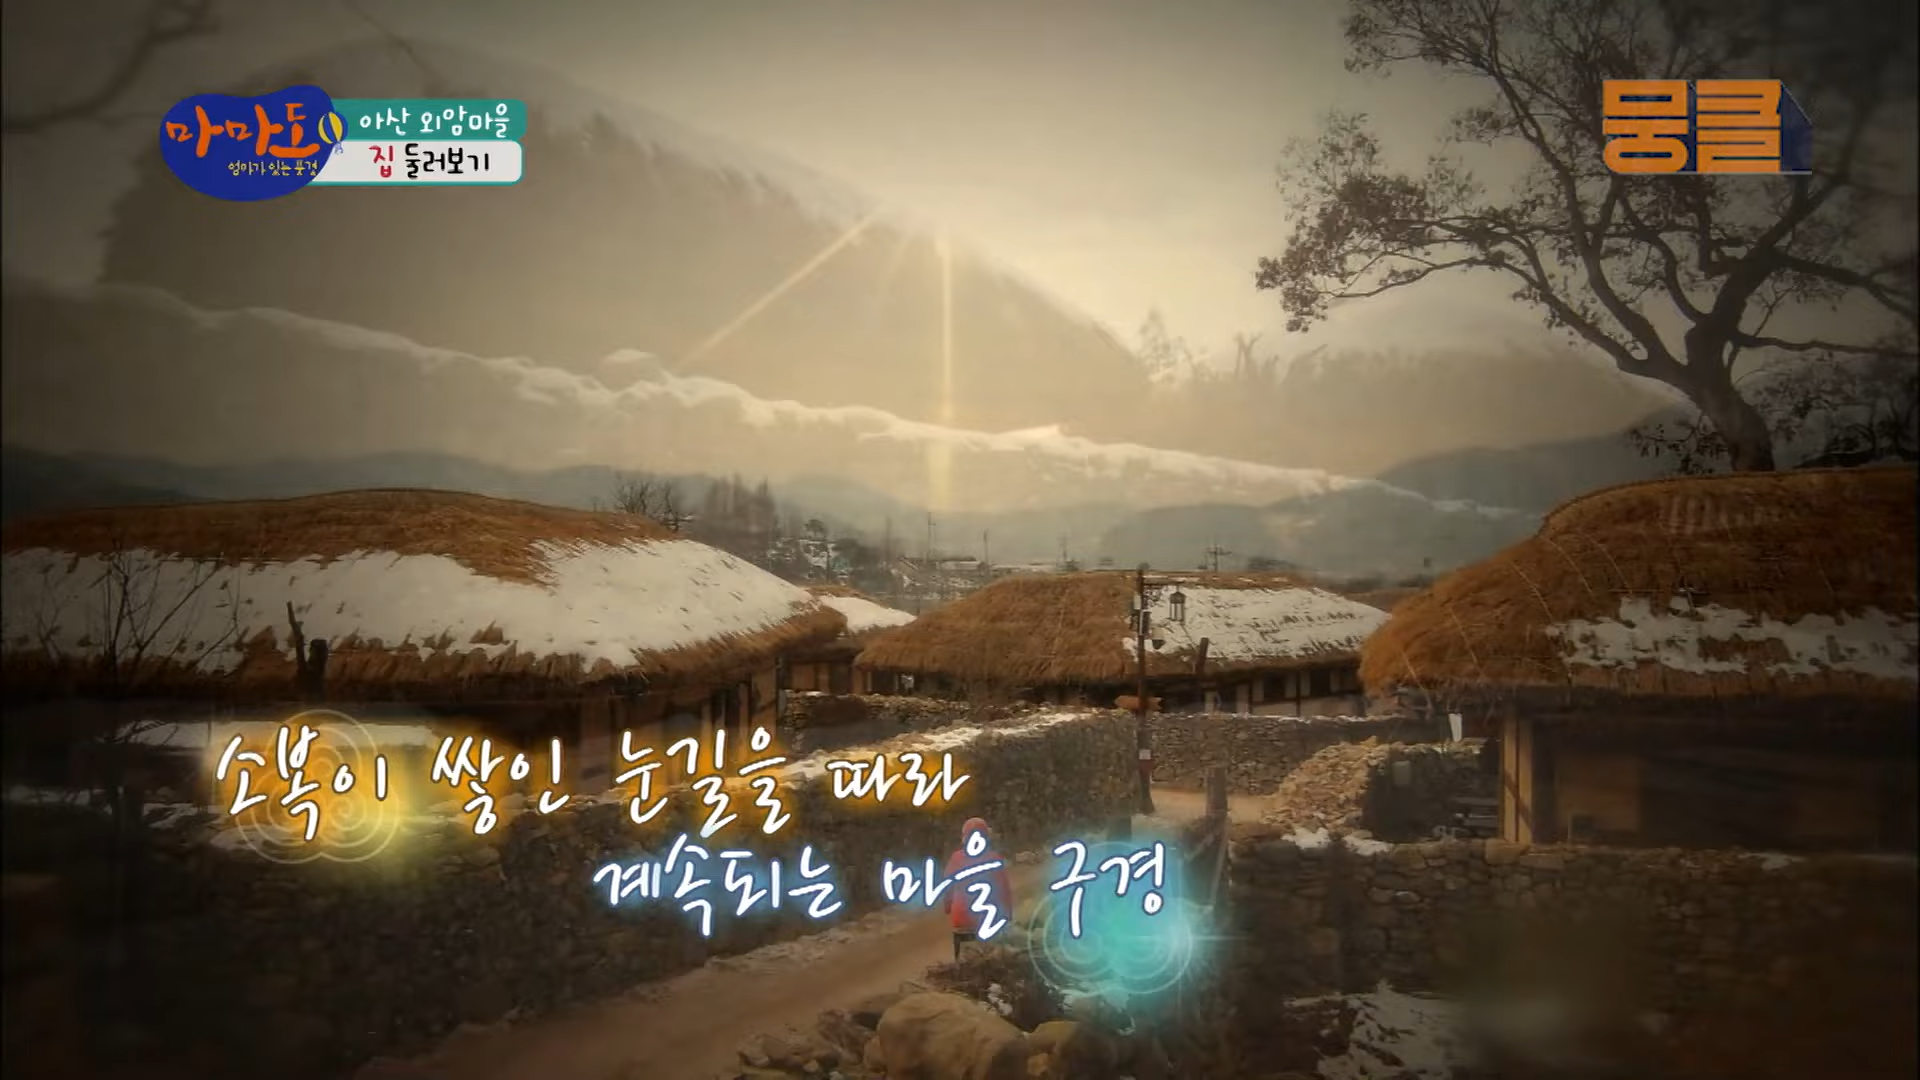 마마도
엄마가 있는 풍경
아산 외암마을
집 둘러보기
뭉클
소복이 쌓인 눈길을 따라
계속되는 마을 구경